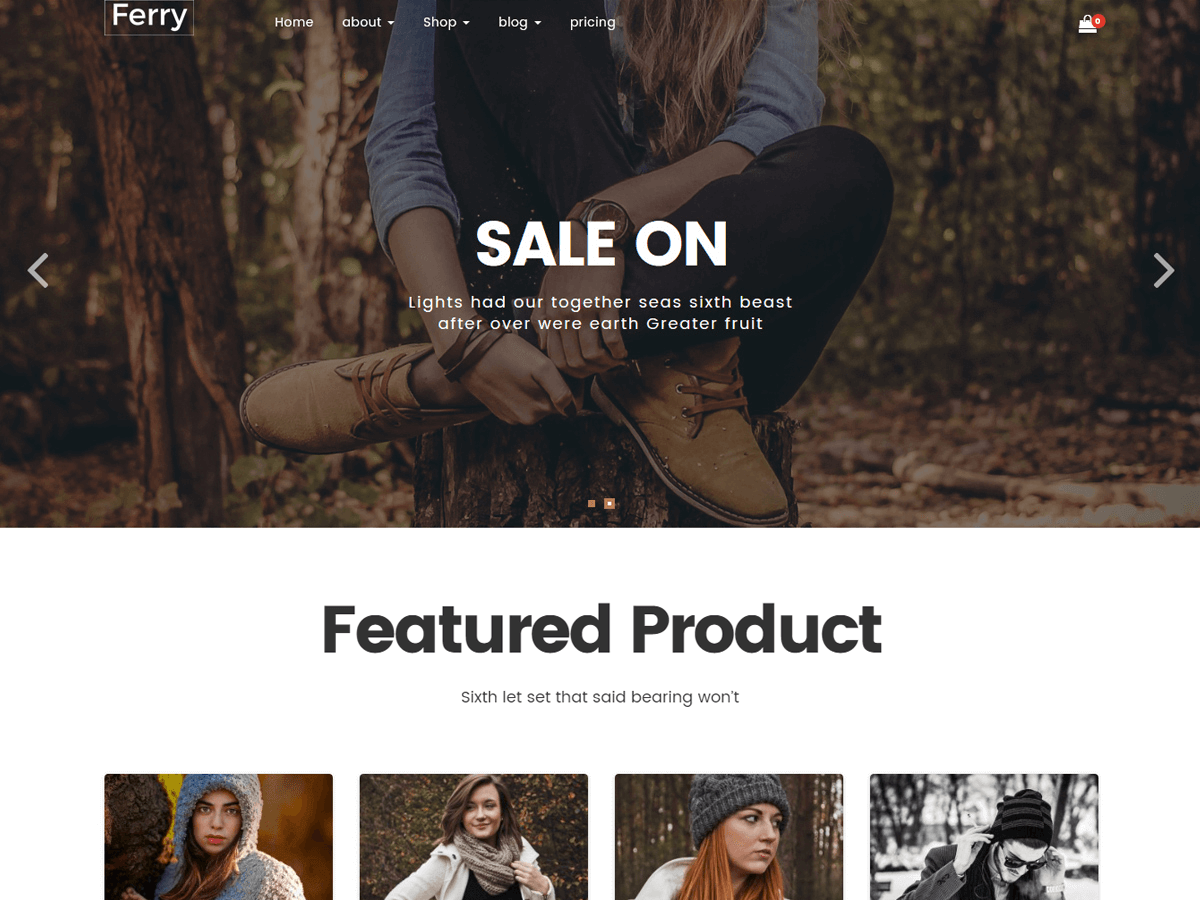 Ferry
Home about Shop blog pricing
0
SALE ON
Lights had our together seas sixth beast
after over were earth Greater fruit
Featured Product
Sixth let set that said bearing won't